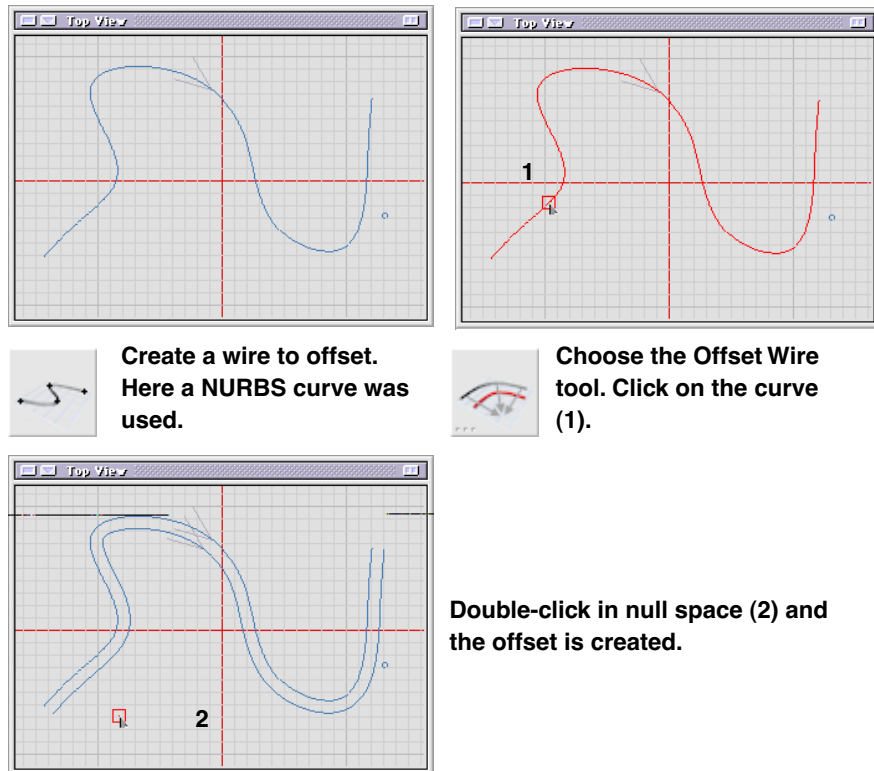 Top View
Top View
1
Create a wire to offset.
Here a NURBS curve was
used.
Choose the Offset Wire
tool. Click on the curve
(1).
Top View
2
Double-click in null space (2) and
the offset is created.